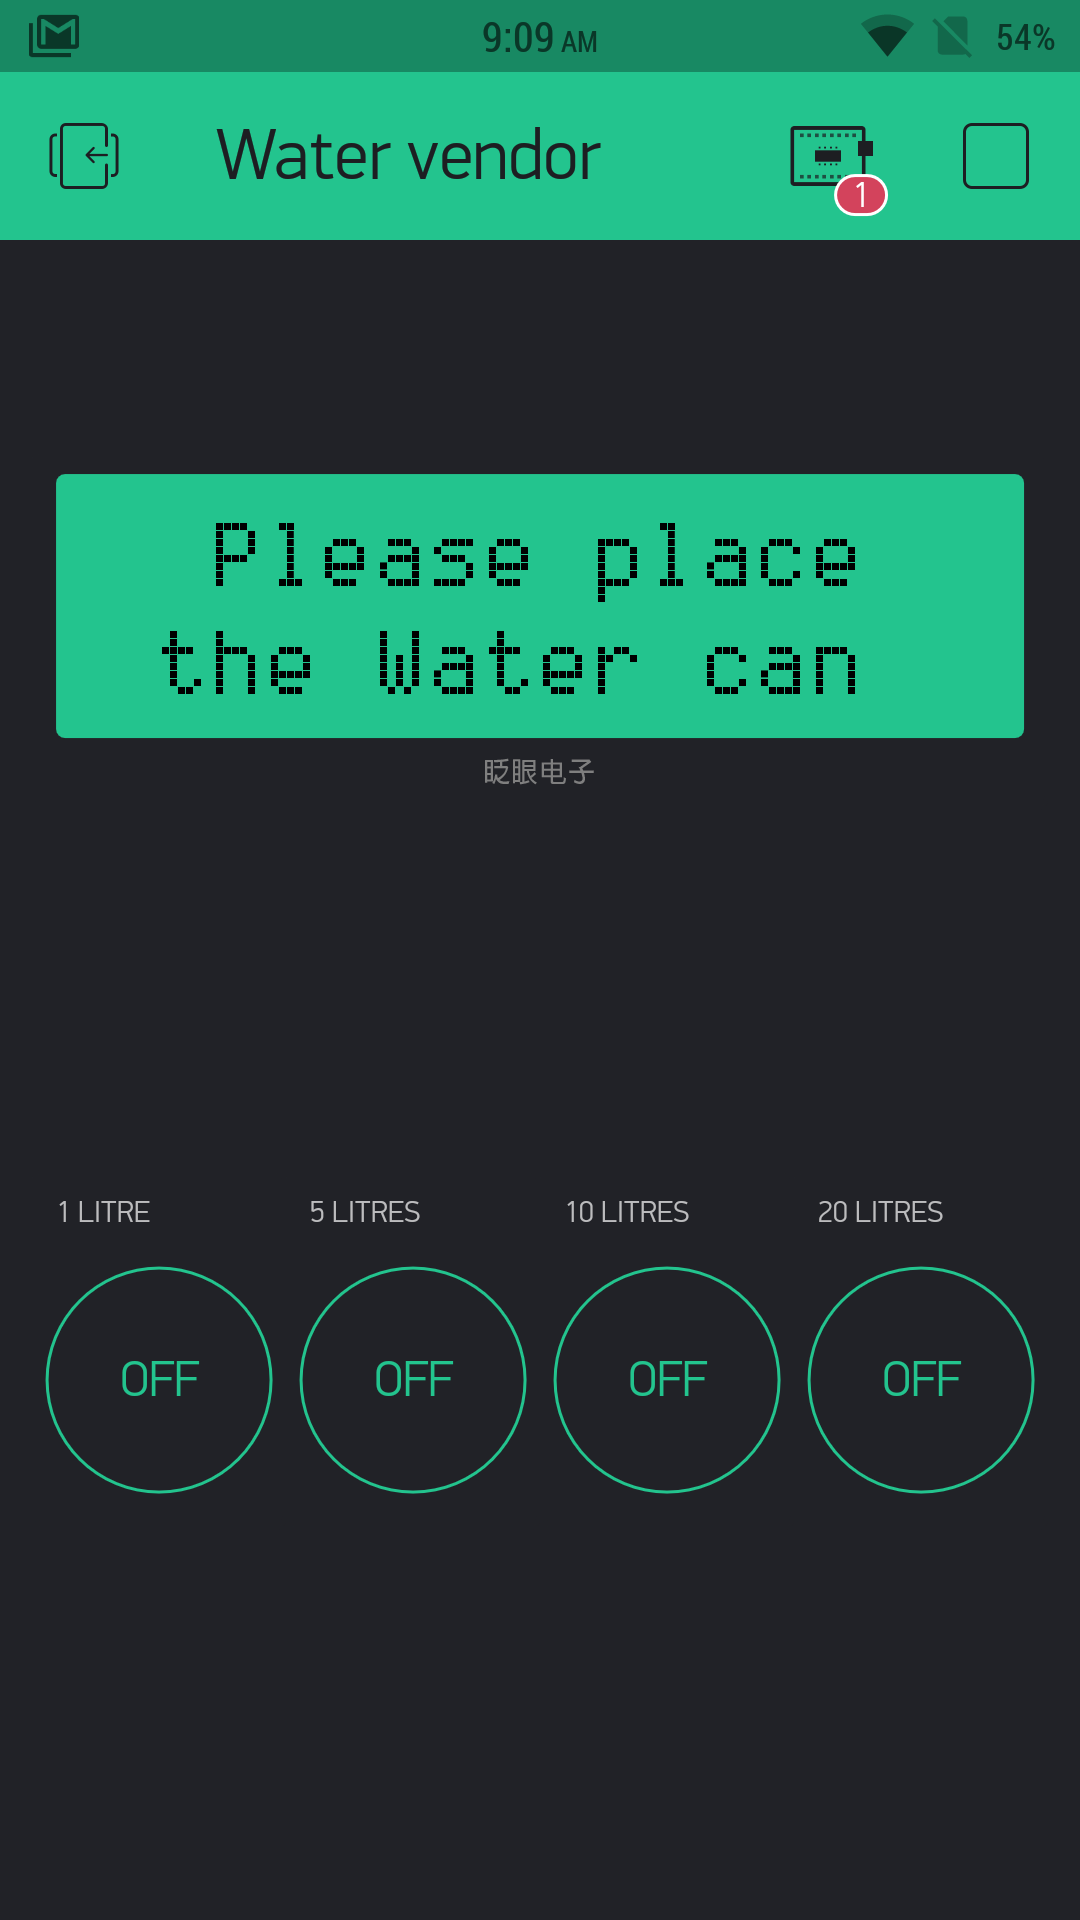 9:09 AM
54%
Water vendor
1
Please place
the Water can
眨眼电子
1 LITRE
5 LITRES
10 LITRES
20 LITRES
OFF
OFF
OFF
OFF